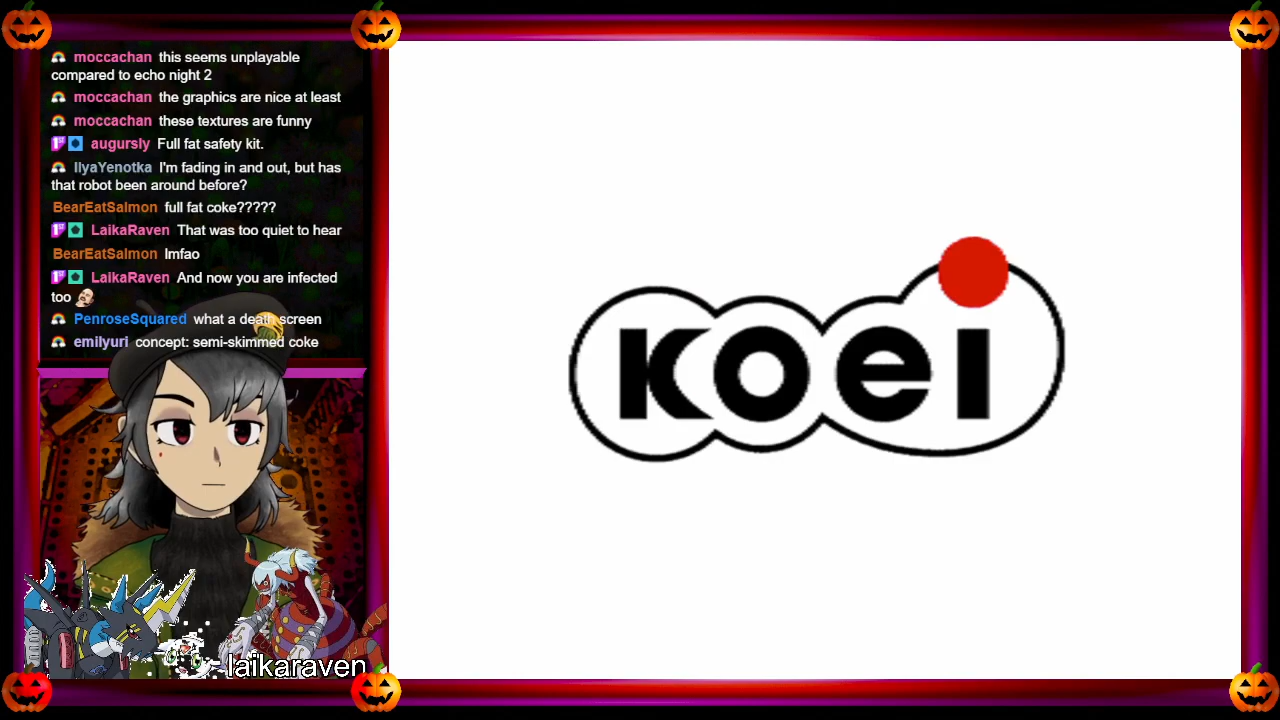 moccachan this seems unplayable
compared to echo night 2
moccachan the graphics are nice at least
moccachan these textures are funny
augursly Full fat safety kit.
IlyaYenotka I'm fading in and out, but has
that robot been around before?
BearEatSalmon full fat coke?????
LaikaRaven That was too quiet to hear
BearEatSalmon lmfao
LaikaRaven And now you are infected
too
PenroseSquared what a death screen
emilyuri concept: semi-skimmed coke
koei
laikaraven